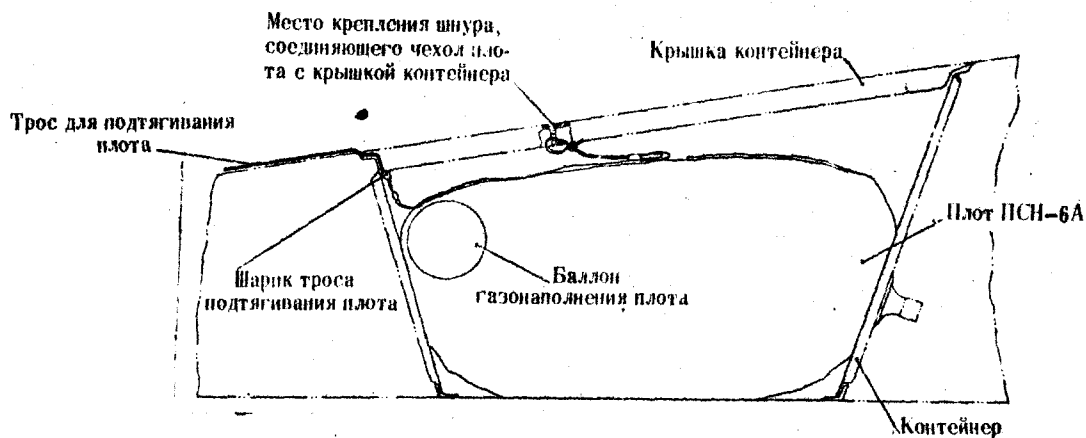 Место крепления шнура,
соединяющего чехол пло-
та с крышкой контейнера
Крышка контейнера
Трос для подтягивания
плота
Плот ПСН-6А
Шарик троса
подтягивания плота
Баллон
газонаполнения плота
Контейнер